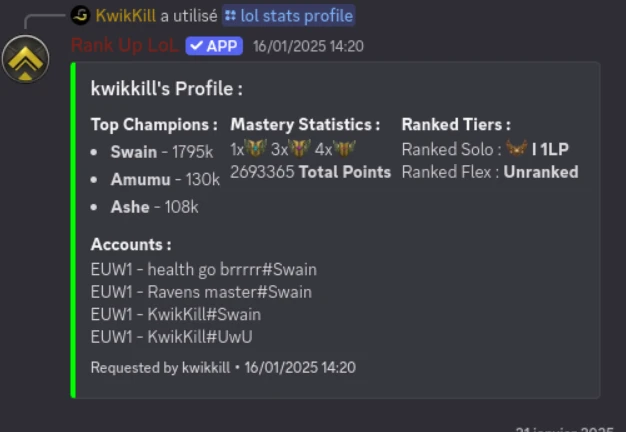 KwikKill a utilisé lol stats profile
Rank Up LoL APP 16/01/2025 14:20
kwikkill's Profile :
Top Champions :
Swain - 1795k
Amumu - 130k
Ashe - 108k
Mastery Statistics :
1x 3x 4x
2693365 Total Points
Ranked Tiers :
Ranked Solo : I 1LP
Ranked Flex : Unranked
Accounts :
EUW1 - health go brrrrr#Swain
EUW1 - Ravens master#Swain
EUW1 - KwikKill#Swain
EUW1 - KwikKill#UwU
Requested by kwikkill • 16/01/2025 14:20